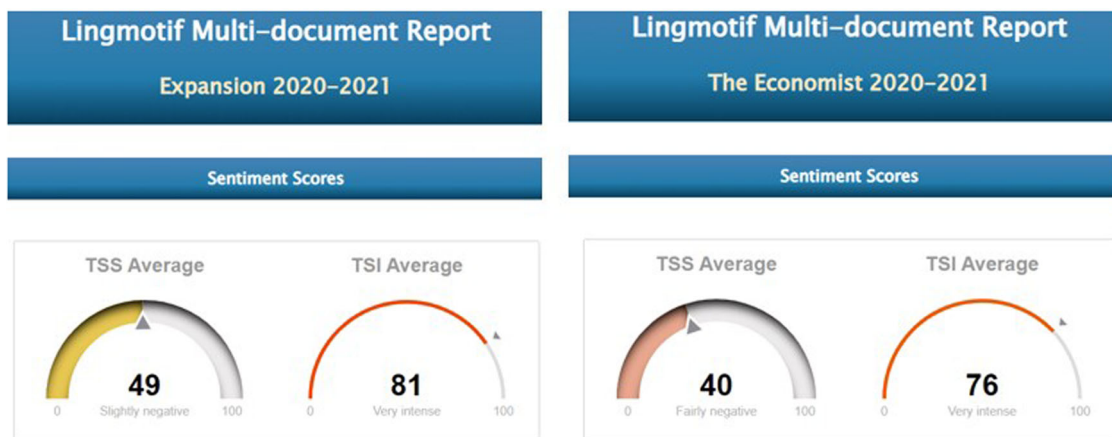 Lingmotif Multi-document Report
Expansion 2020-2021
Sentiment Scores
TSS Average
TSI Average
49
Slightly negative
0
100
81
Very intense
0
100
Lingmotif Multi-document Report
The Economist 2020-2021
Sentiment Scores
TSS Average
TSI Average
40
Fairly negative
0
100
76
Very intense
0
100